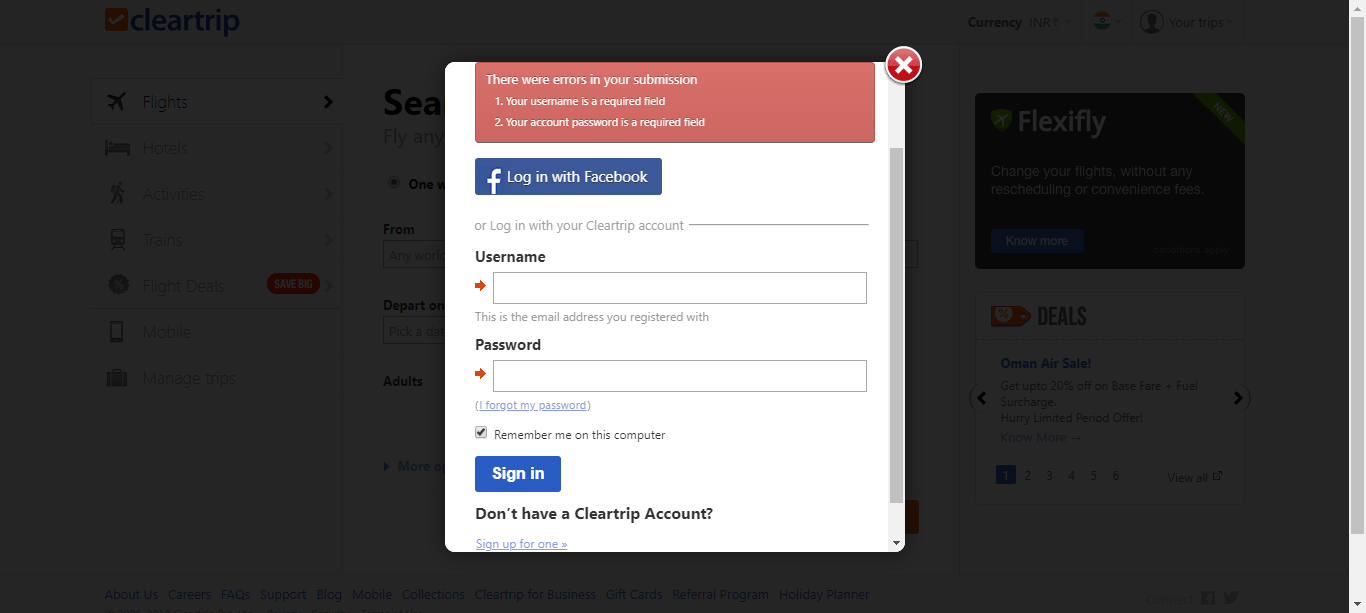 cleartrip
Currency INR₹
Your trips
Flights
Hotels
Activities
Trains
Flight Deals SAVE BIG
Mobile
Manage trips
Sea
Fly any
One w
From
Any worl
Depart on
Pick a dat
Adults
More op
There were errors in your submission
1. Your username is a required field
2. Your account password is a required field
f Log in with Facebook
or Log in with your Cleartrip account
Username
This is the email address you registered with
Password
(I forgot my password)
Remember me on this computer
Sign in
Don't have a Cleartrip Account?
Sign up for one »
Flexifly
NEW
Change your flights, without any
rescheduling or convenience fees.
Know more
conditions apply
% DEALS
Oman Air Sale!
Get upto 20% off on Base Fare + Fuel
Surcharge.
Hurry Limited Period Offer!
Know More →
1 2 3 4 5 6
View all
About Us Careers FAQs Support Blog Mobile Collections Cleartrip for Business Gift Cards Referral Program Holiday Planner
Connect